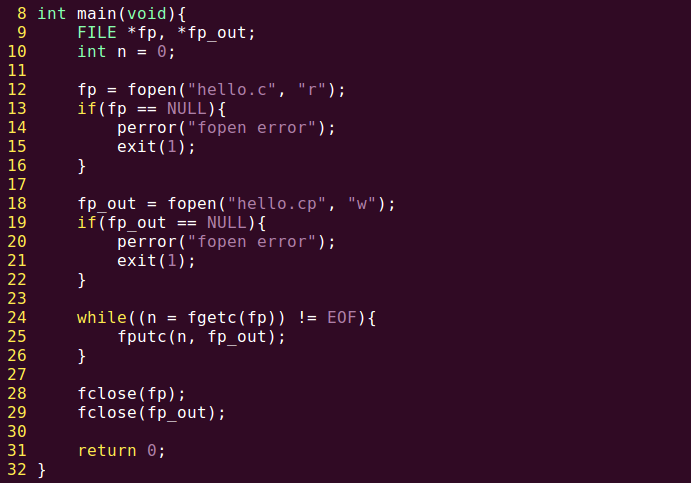 8 int main(void){
9     FILE *fp, *fp_out;
10     int n = 0;
11
12     fp = fopen("hello.c", "r");
13     if(fp == NULL){
14         perror("fopen error");
15         exit(1);
16     }
17
18     fp_out = fopen("hello.cp", "w");
19     if(fp_out == NULL){
20         perror("fopen error");
21         exit(1);
22     }
23
24     while((n = fgetc(fp)) != EOF){
25         fputc(n, fp_out);
26     }
27
28     fclose(fp);
29     fclose(fp_out);
30
31     return 0;
32 }